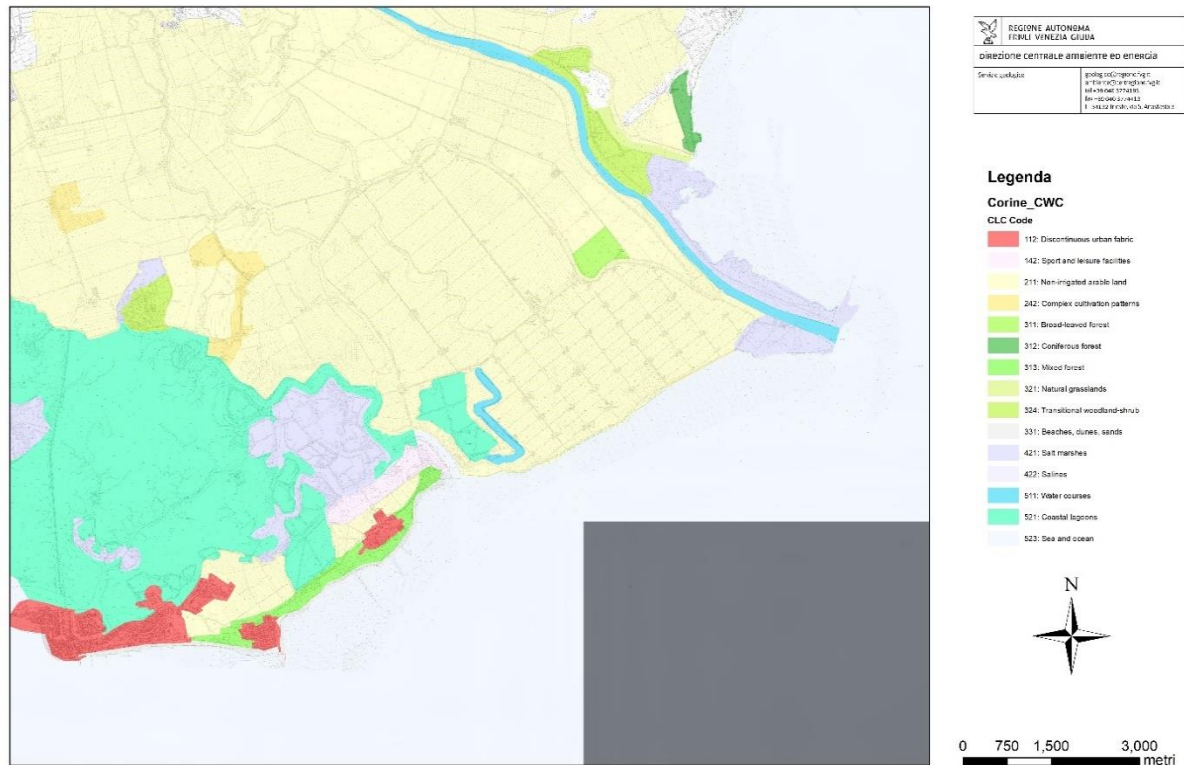 REGIONE AUTONOMA
FRIULI VENEZIA GIULIA
DIREZIONE CENTRALE AMBIENTE ED ENERGIA
Servizio geologico
Legenda
Corine_CWC
CLC Code
112: Discontinuous urban fabric
142: Sport and leisure facilities
211: Non-irrigated arable land
242: Complex cultivation patterns
311: Broad-leaved forest
312: Coniferous forest
313: Mixed forest
321: Natural grasslands
324: Transitional woodland-shrub
331: Beaches, dunes, sands
421: Salt marshes
422: Salines
511: Water courses
521: Coastal lagoons
523: Sea and ocean
N
0 750 1,500 3,000
metri